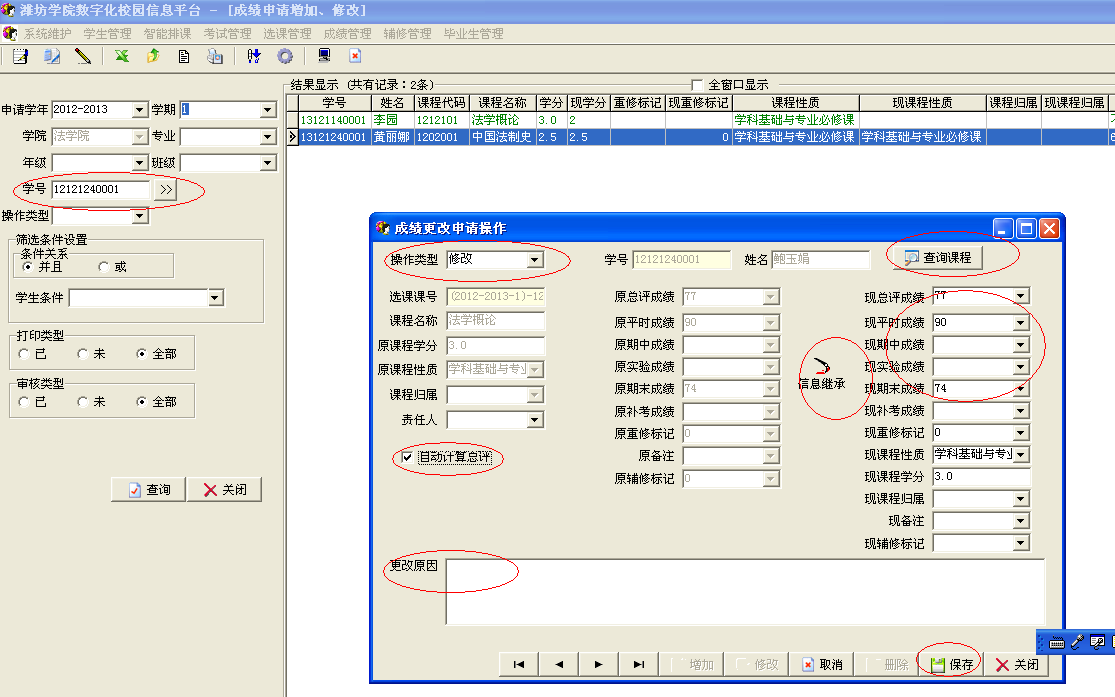 潍坊学院数字化校园信息平台 - [成绩申请增加、修改]
系统维护 学生管理 智能排课 考试管理 选课管理 成绩管理 辅修管理 毕业生管理
申请学年 2012-2013 学期 1
学院 法学院 专业
年级 班级
学号 12121240001 >>
操作类型
筛选条件设置
条件关系
并且 或
学生条件
打印类型
已 未 全部
审核类型
已 未 全部
查询 关闭
结果显示 (共有记录：2条) 全窗口显示
学号 姓名 课程代码 课程名称 学分 现学分 重修标记 现重修标记 课程性质 现课程性质 课程归属 现课程归属
13121140001 李园 1212101 法学概论 3.0 2 学科基础与专业必修课
13121240001 黄丽娜 1202001 中国法制史 2.5 2.5 0 学科基础与专业必修课 学科基础与专业必修课
成绩更改申请操作
操作类型 修改 学号 12121240001 姓名 鲍玉娟 查询课程
选课课号 (2012-2013-1)-12 原总评成绩 77 现总评成绩 77
课程名称 法学概论 原平时成绩 90 现平时成绩 90
原课程学分 3.0 原期中成绩 现期中成绩
原课程性质 学科基础与专业 原实验成绩 信息继承 现实验成绩
课程归属 原期末成绩 74 现期末成绩 74
责任人 原补考成绩 现补考成绩
原重修标记 0 现重修标记 0
自动计算总评 原备注 现课程性质 学科基础与专业
原辅修标记 0 现课程学分 3.0
现课程归属
现备注
现辅修标记
更改原因
增加 修改 取消 删除 保存 关闭